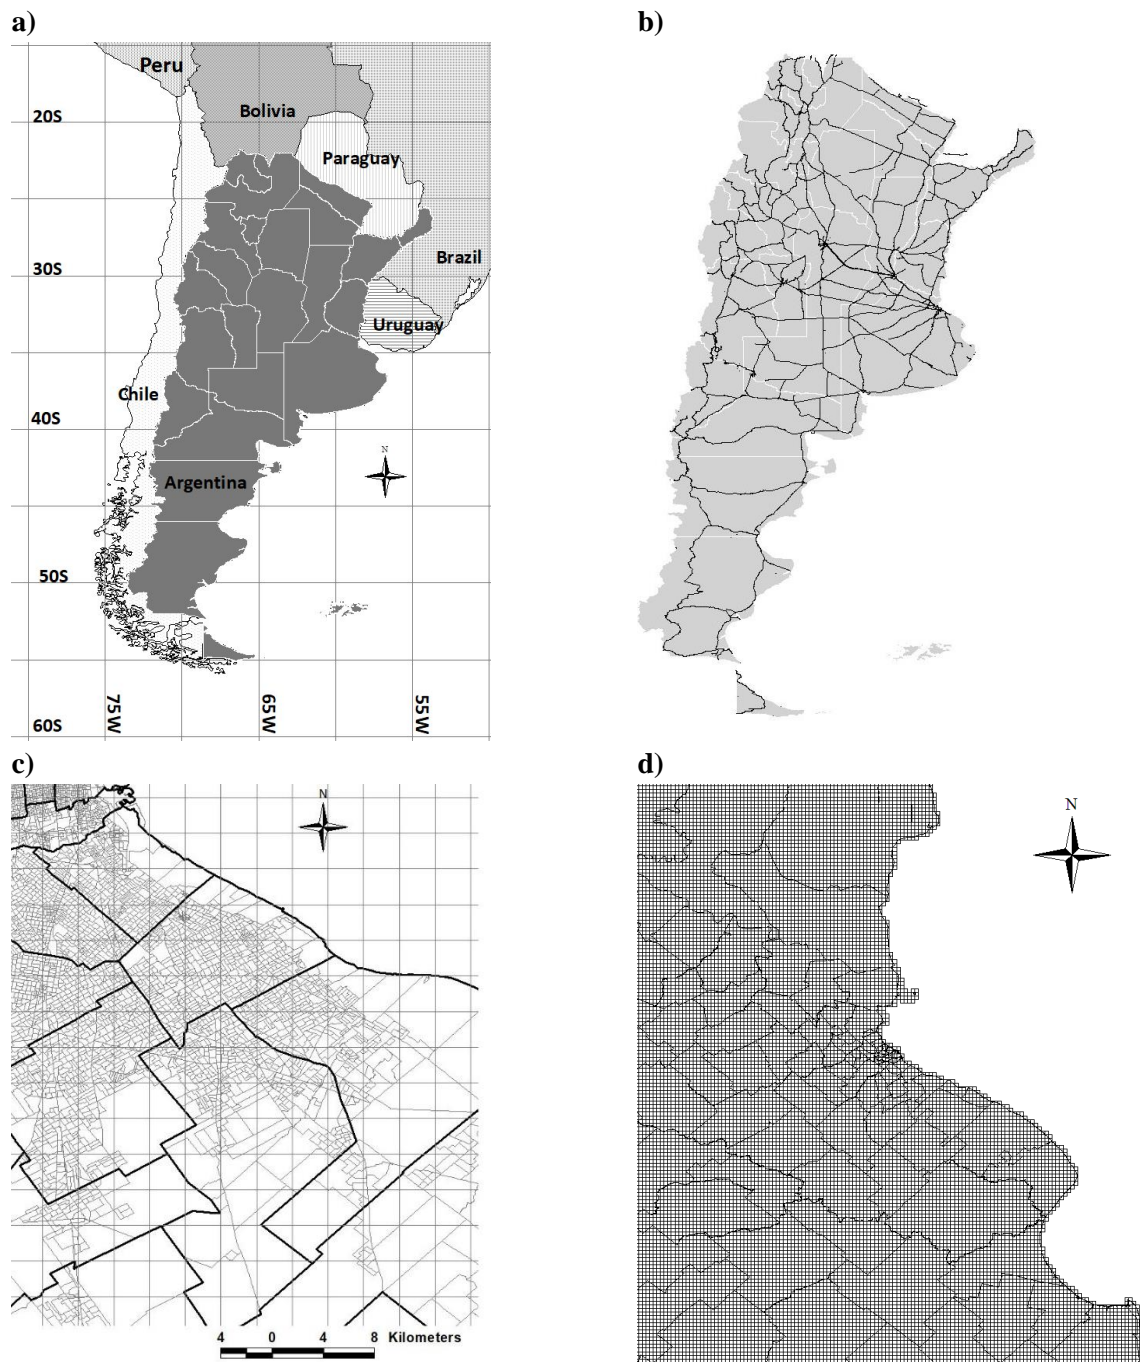 a)
b)
Peru
Bolivia
20S
Paraguay
Brazil
30S
Uruguay
Chile
40S
N
Argentina
50S
75W
65W
55W
60S
c)
d)
N
N
4 0 4 8 Kilometers